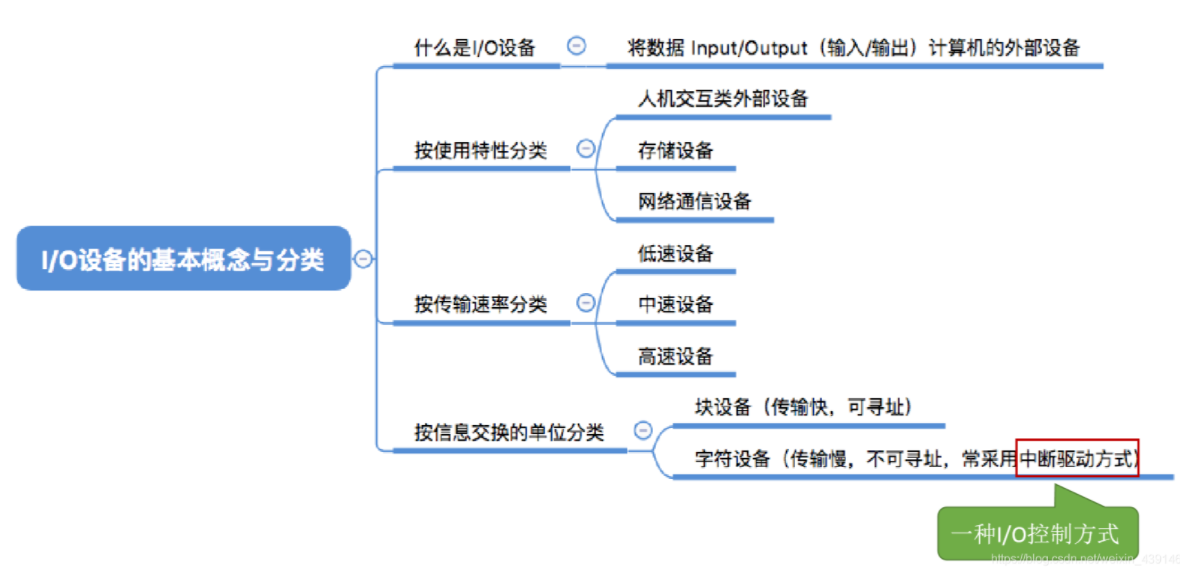 什么是I/O设备
将数据 Input/Output（输入/输出）计算机的外部设备
人机交互类外部设备
按使用特性分类
存储设备
网络通信设备
I/O设备的基本概念与分类
低速设备
按传输速率分类
中速设备
高速设备
块设备（传输快，可寻址）
按信息交换的单位分类
字符设备（传输慢，不可寻址，常采用中断驱动方式）
一种I/O控制方式
https://blog.csdn.net/weixin_439146